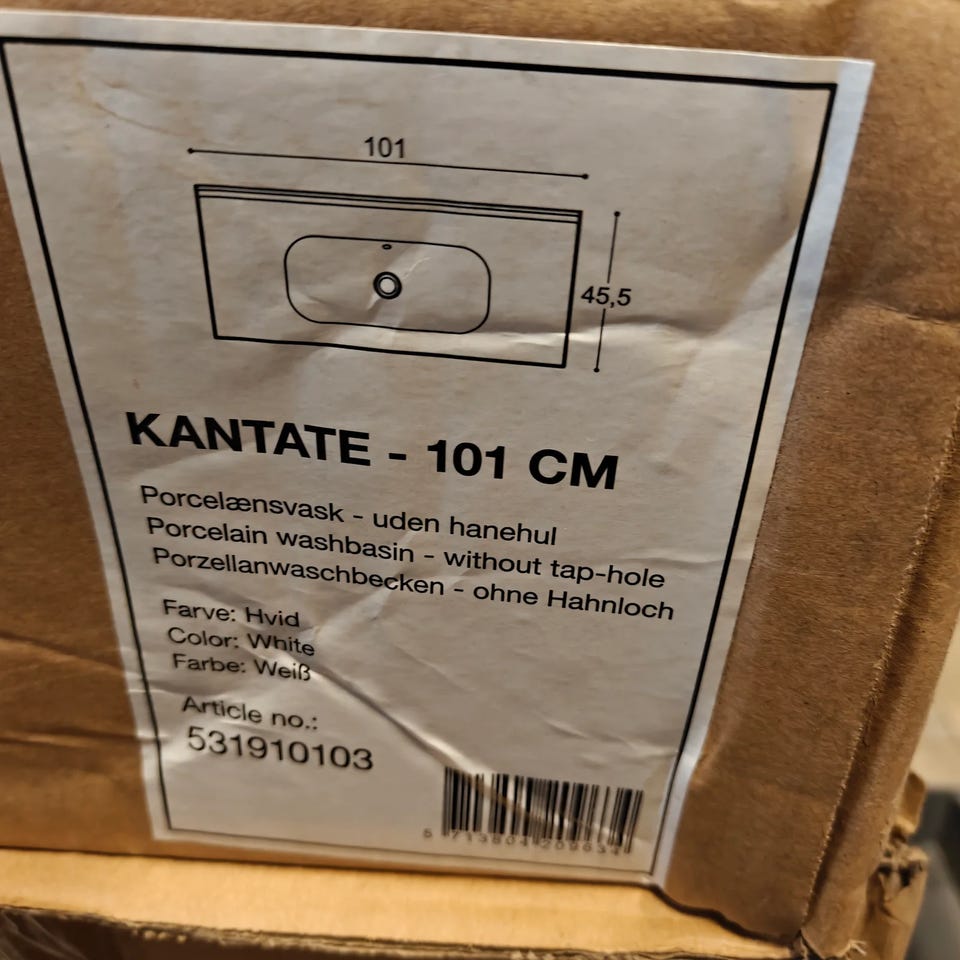 101
45,5
KANTATE - 101 CM
Porcelænsvask - uden hanehul
Porcelain washbasin - without tap-hole
Porzellanwaschbecken - ohne Hahnloch
Farve: Hvid
Color: White
Farbe: Weiß
Article no.:
531910103